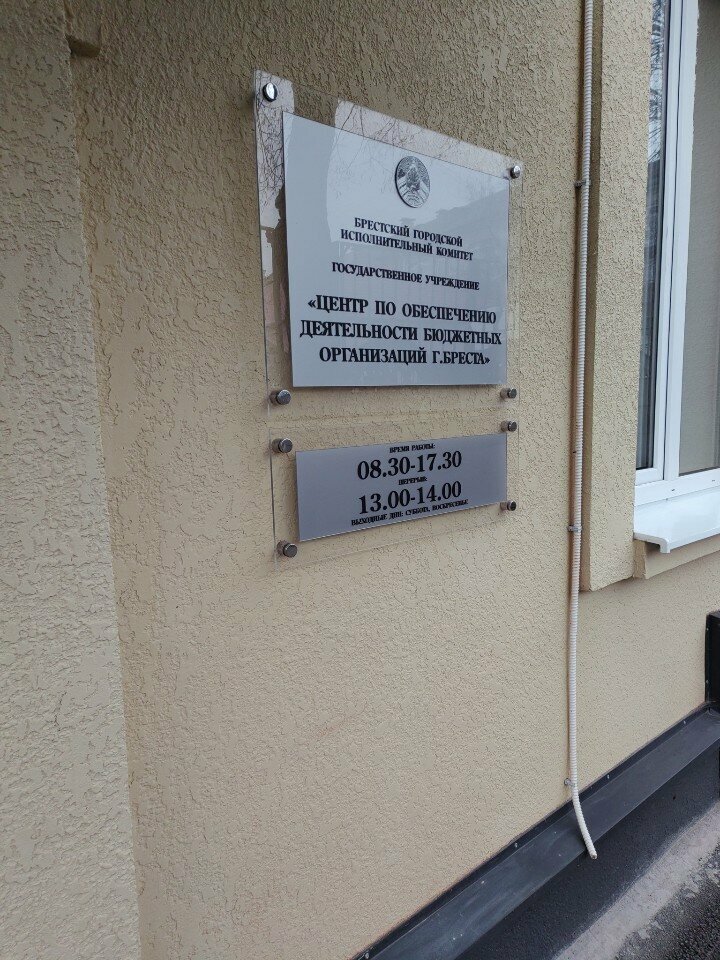 БРЕСТСКИЙ ГОРОДСКОЙ
ИСПОЛНИТЕЛЬНЫЙ КОМИТЕТ
ГОСУДАРСТВЕННОЕ УЧРЕЖДЕНИЕ
«ЦЕНТР ПО ОБЕСПЕЧЕНИЮ
ДЕЯТЕЛЬНОСТИ БЮДЖЕТНЫХ
ОРГАНИЗАЦИЙ Г.БРЕСТА»
ВРЕМЯ РАБОТЫ:
08.30-17.30
ПЕРЕРЫВ:
13.00-14.00
ВЫХОДНЫЕ ДНИ: СУББОТА, ВОСКРЕСЕНЬЕ